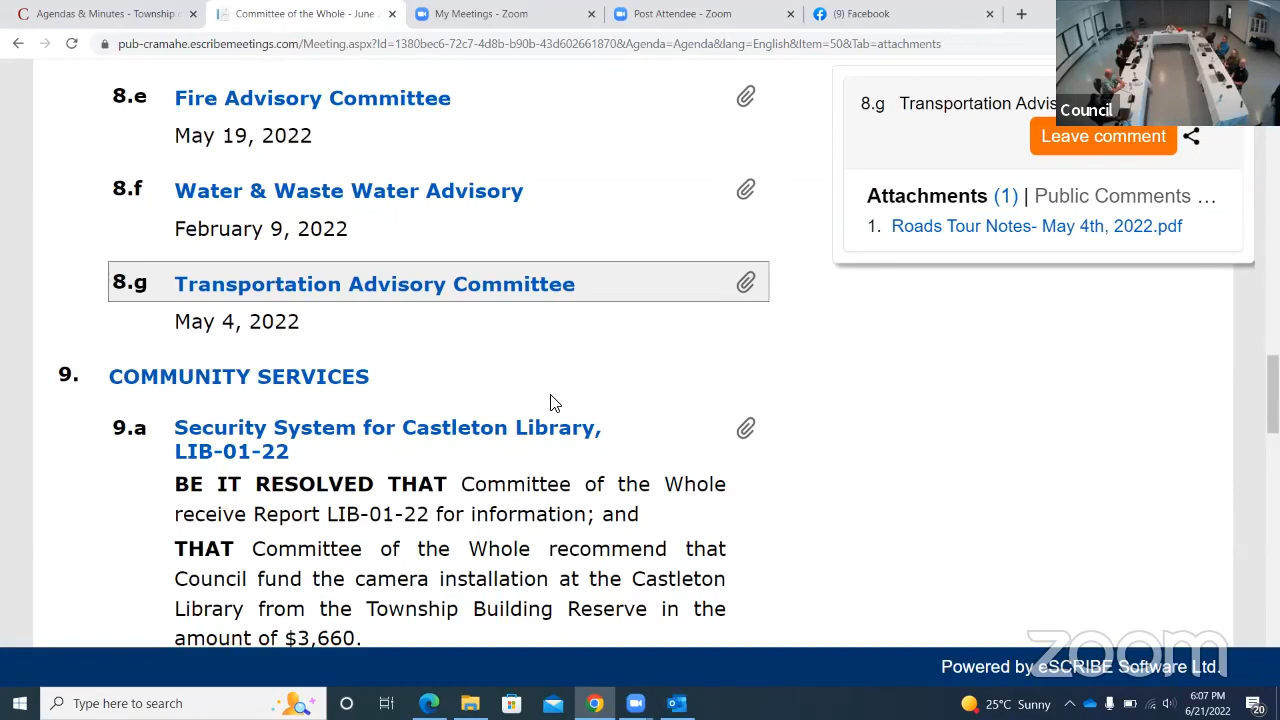 Agendas & Minutes - Township
Committee of the Whole - June
My Meetings - Zoom
Post Attendee - Zoom
(9) Facebook
pub-cramahe.escribemeetings.com/Meeting.aspx?Id=1380bec6-72c7-4d8b-b90b-43d602661870&Agenda=Agenda&lang=English&Item=50&Tab=attachments
Council
8.e Fire Advisory Committee
May 19, 2022
8.f Water & Waste Water Advisory
February 9, 2022
8.g Transportation Advisory Committee
May 4, 2022
9. COMMUNITY SERVICES
9.a Security System for Castleton Library,
LIB-01-22
BE IT RESOLVED THAT Committee of the Whole
receive Report LIB-01-22 for information; and
THAT Committee of the Whole recommend that
Council fund the camera installation at the Castleton
Library from the Township Building Reserve in the
amount of $3,660.
8.g Transportation Advis
Leave comment
Attachments (1) | Public Comments ...
1. Roads Tour Notes- May 4th, 2022.pdf
zoom
Powered by eSCRIBE Software Ltd.
Type here to search
25°C Sunny
6:07 PM
6/21/2022
20